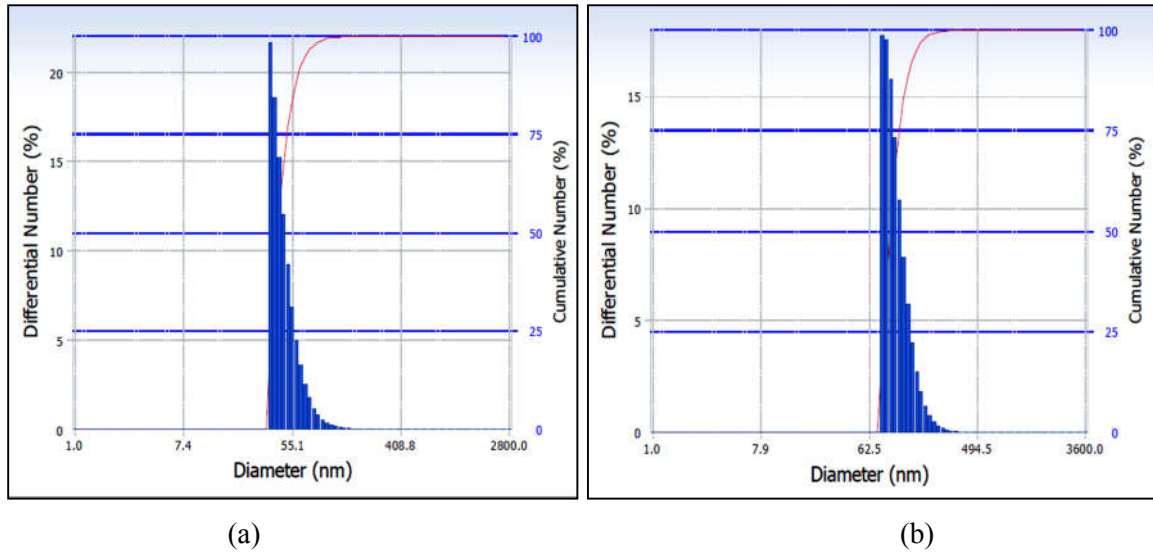 Differential Number (%)
20
15
10
5
0
100
75
50
25
0
Cumulative Number (%)
1.0 7.4 55.1 408.8 2800.0
Diameter (nm)
(a)
Differential Number (%)
15
10
5
0
100
75
50
25
0
Cumulative Number (%)
1.0 7.9 62.5 494.5 3600.0
Diameter (nm)
(b)